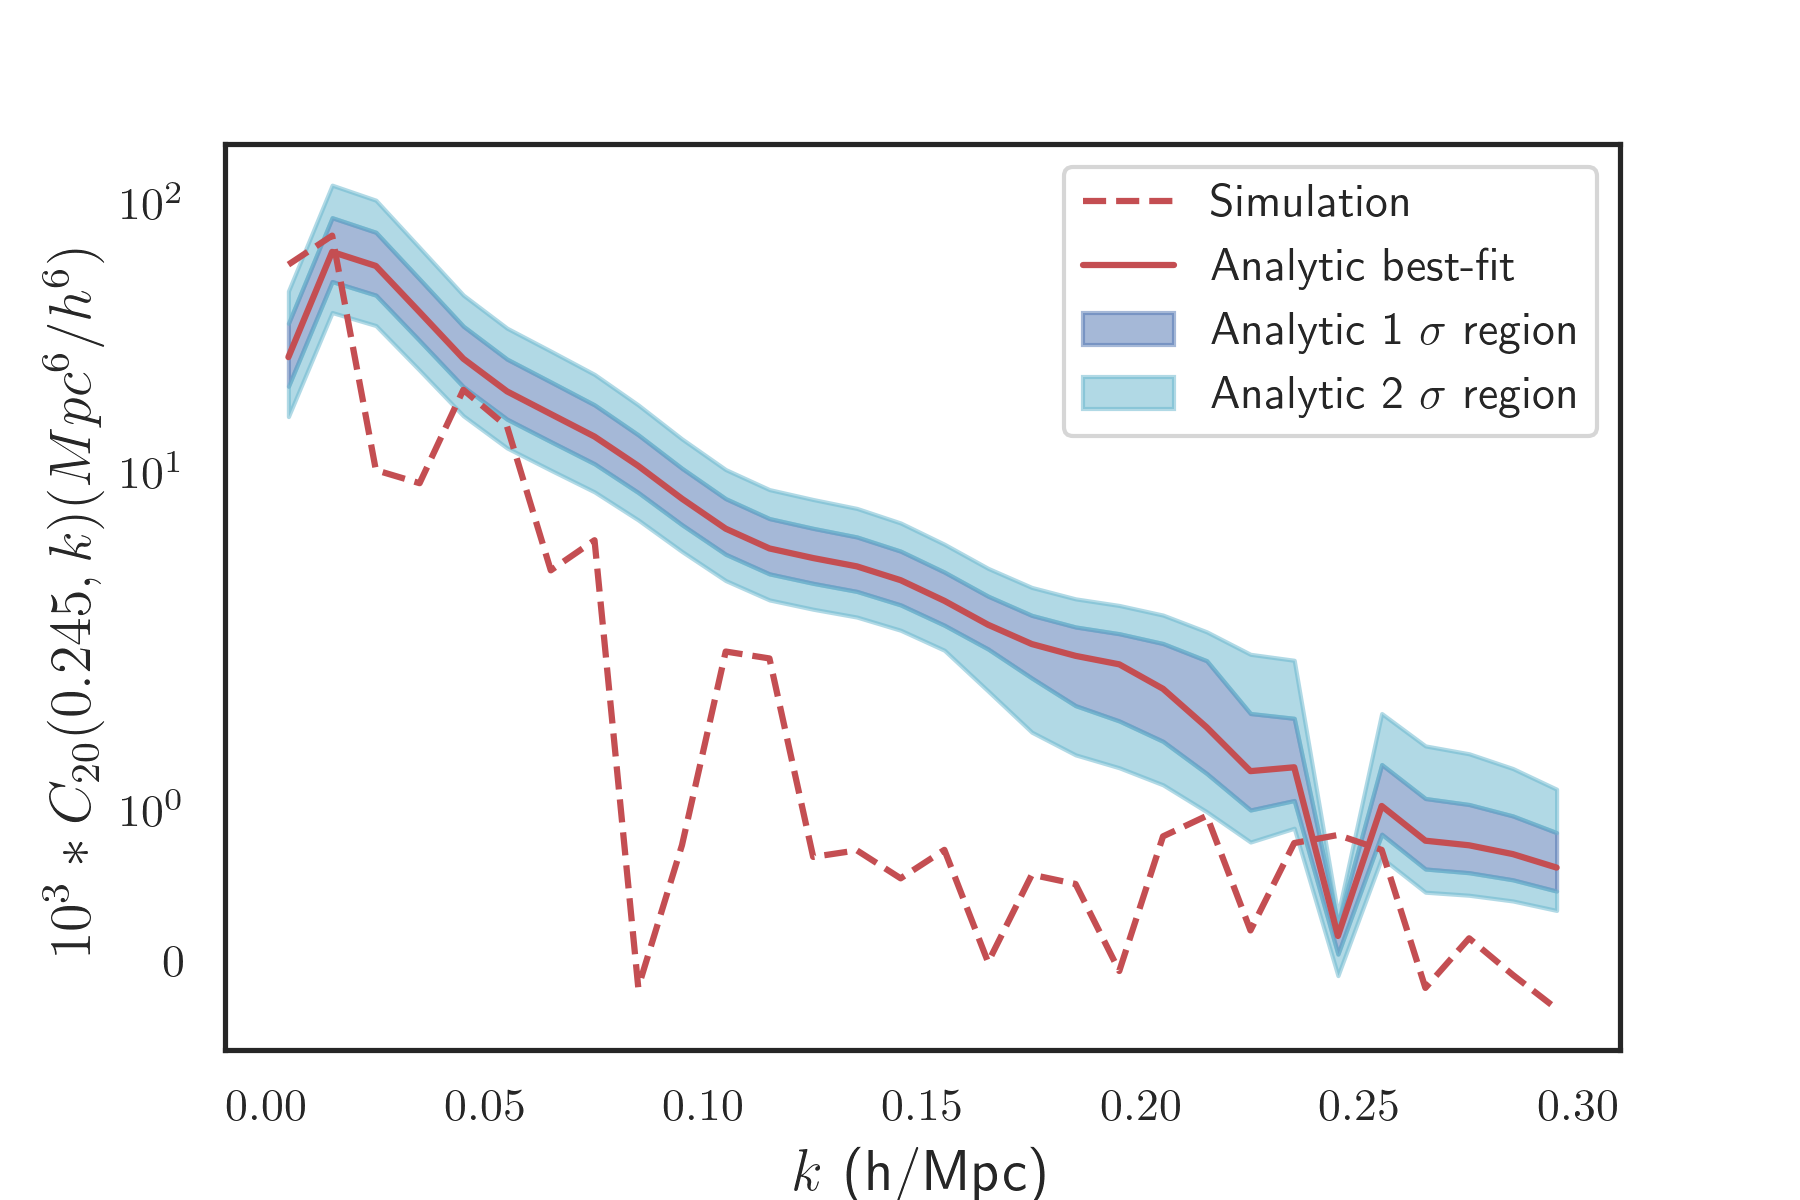 10^3 * C_{20}(0.245, k)(Mpc^6/h^6)
10^2
10^1
10^0
0
Simulation
Analytic best-fit
Analytic 1 σ region
Analytic 2 σ region
0.00 0.05 0.10 0.15 0.20 0.25 0.30
k (h/Mpc)